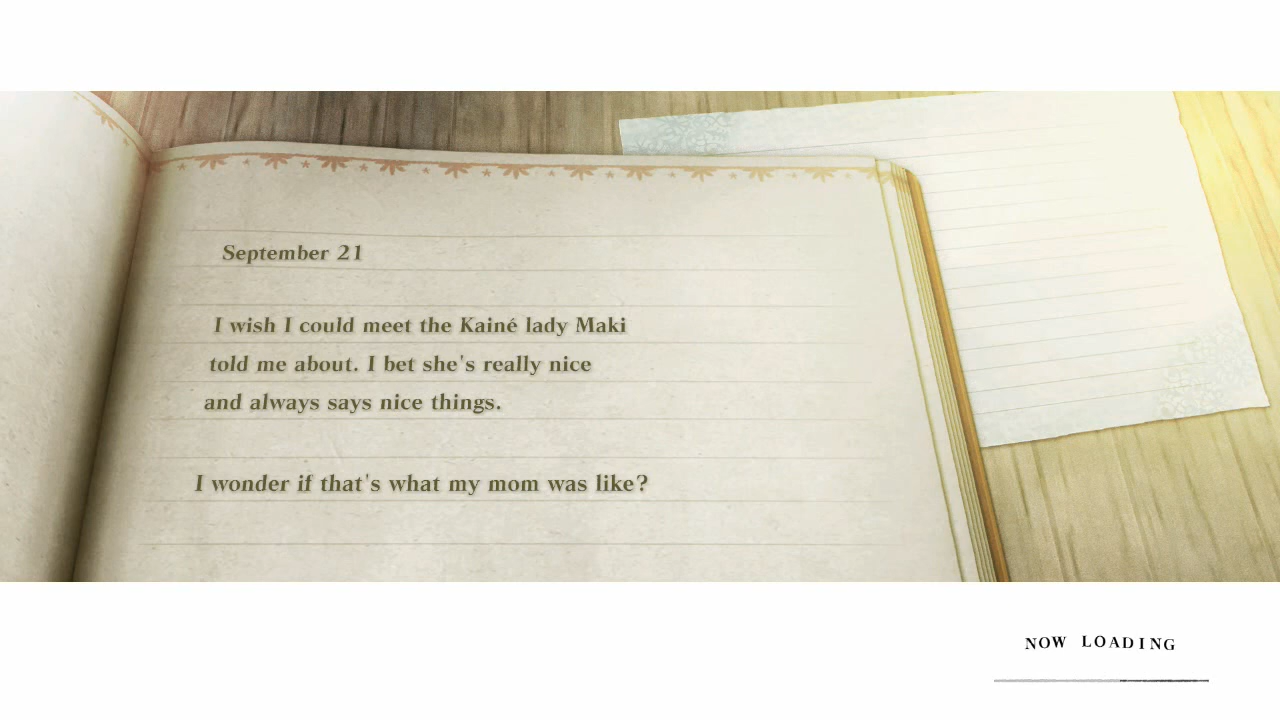 September 21
I wish I could meet the Kainé lady Maki
told me about. I bet she's really nice
and always says nice things.
I wonder if that's what my mom was like?
NOW LOADING